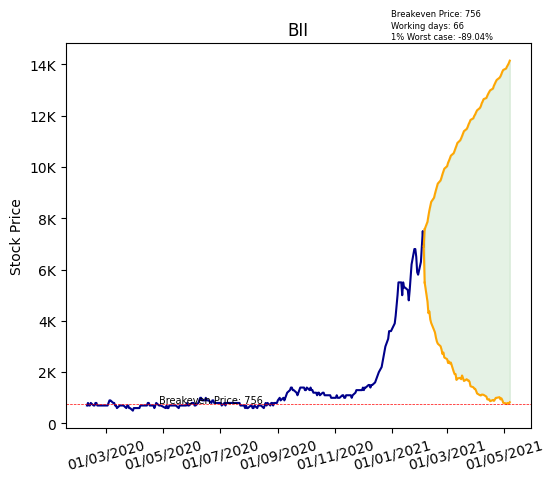 Breakeven Price: 756
Working days: 66
1% Worst case: -89.04%
BII
Stock Price
14K
12K
10K
8K
6K
4K
2K
0
Breakeven Price: 756
01/03/2020
01/05/2020
01/07/2020
01/09/2020
01/11/2020
01/01/2021
01/03/2021
01/05/2021